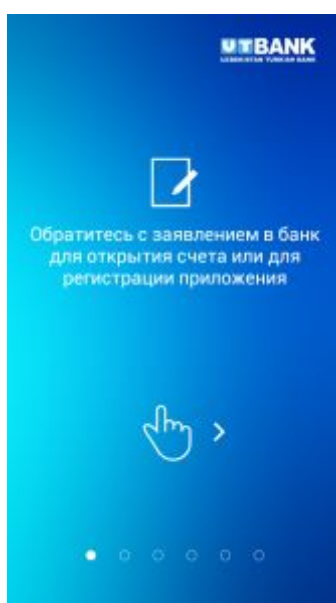 UTBANK
UZBEKISTAN TURKISH BANK
Обратитесь с заявлением в банк
для открытия счета или для
регистрации приложения